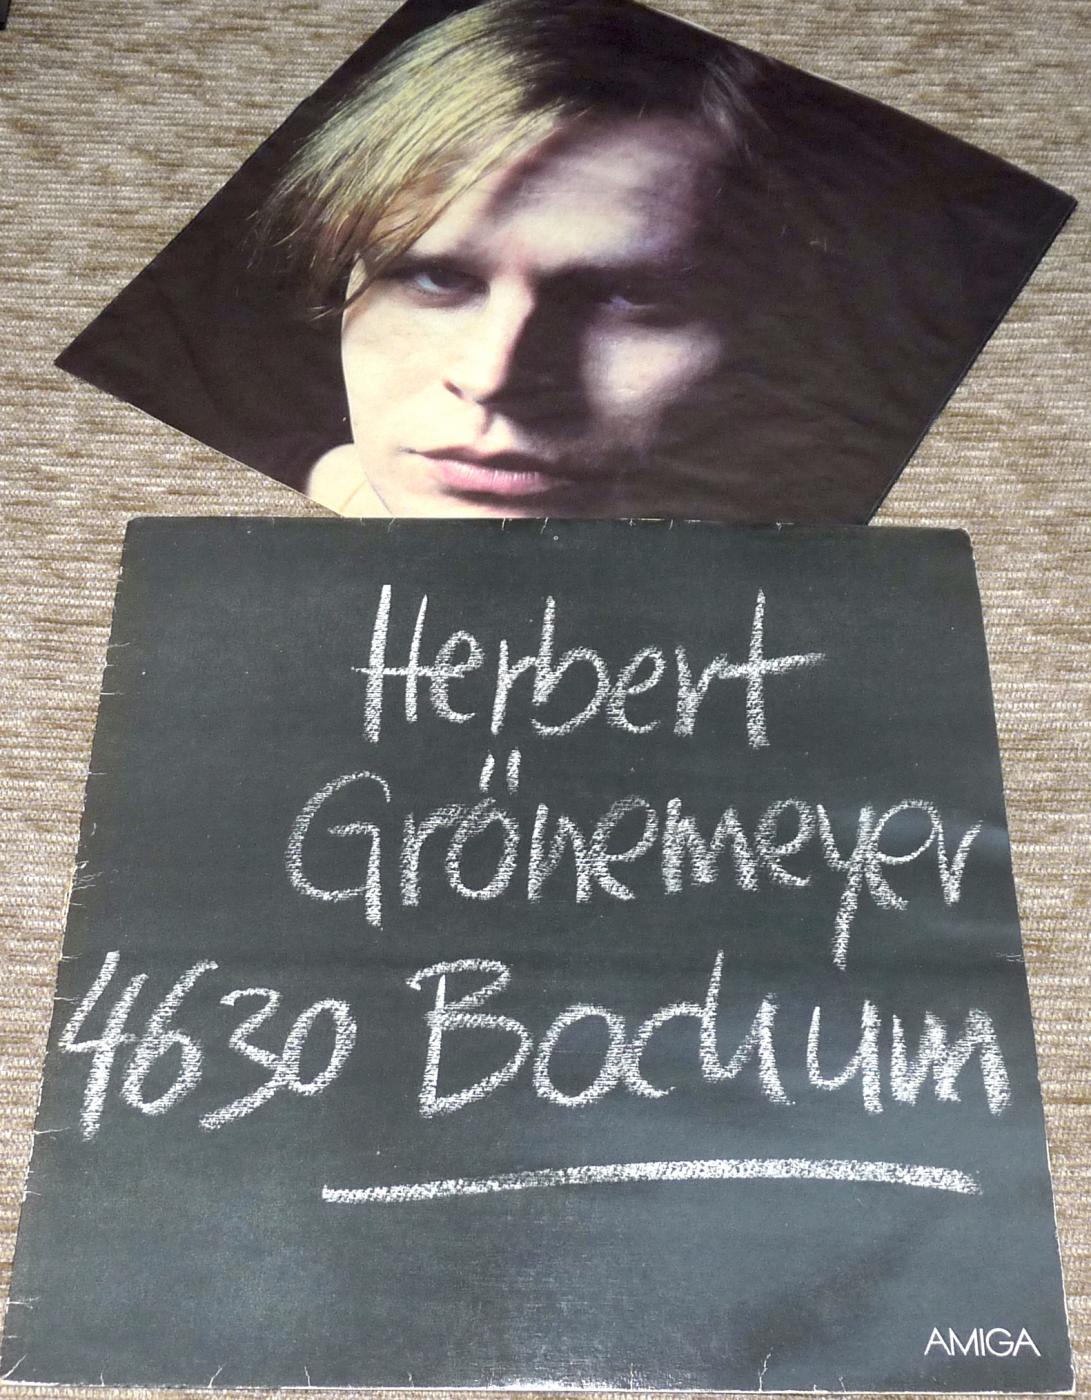 Herbert
Grönemeyer
4630 Bochum
AMIGA